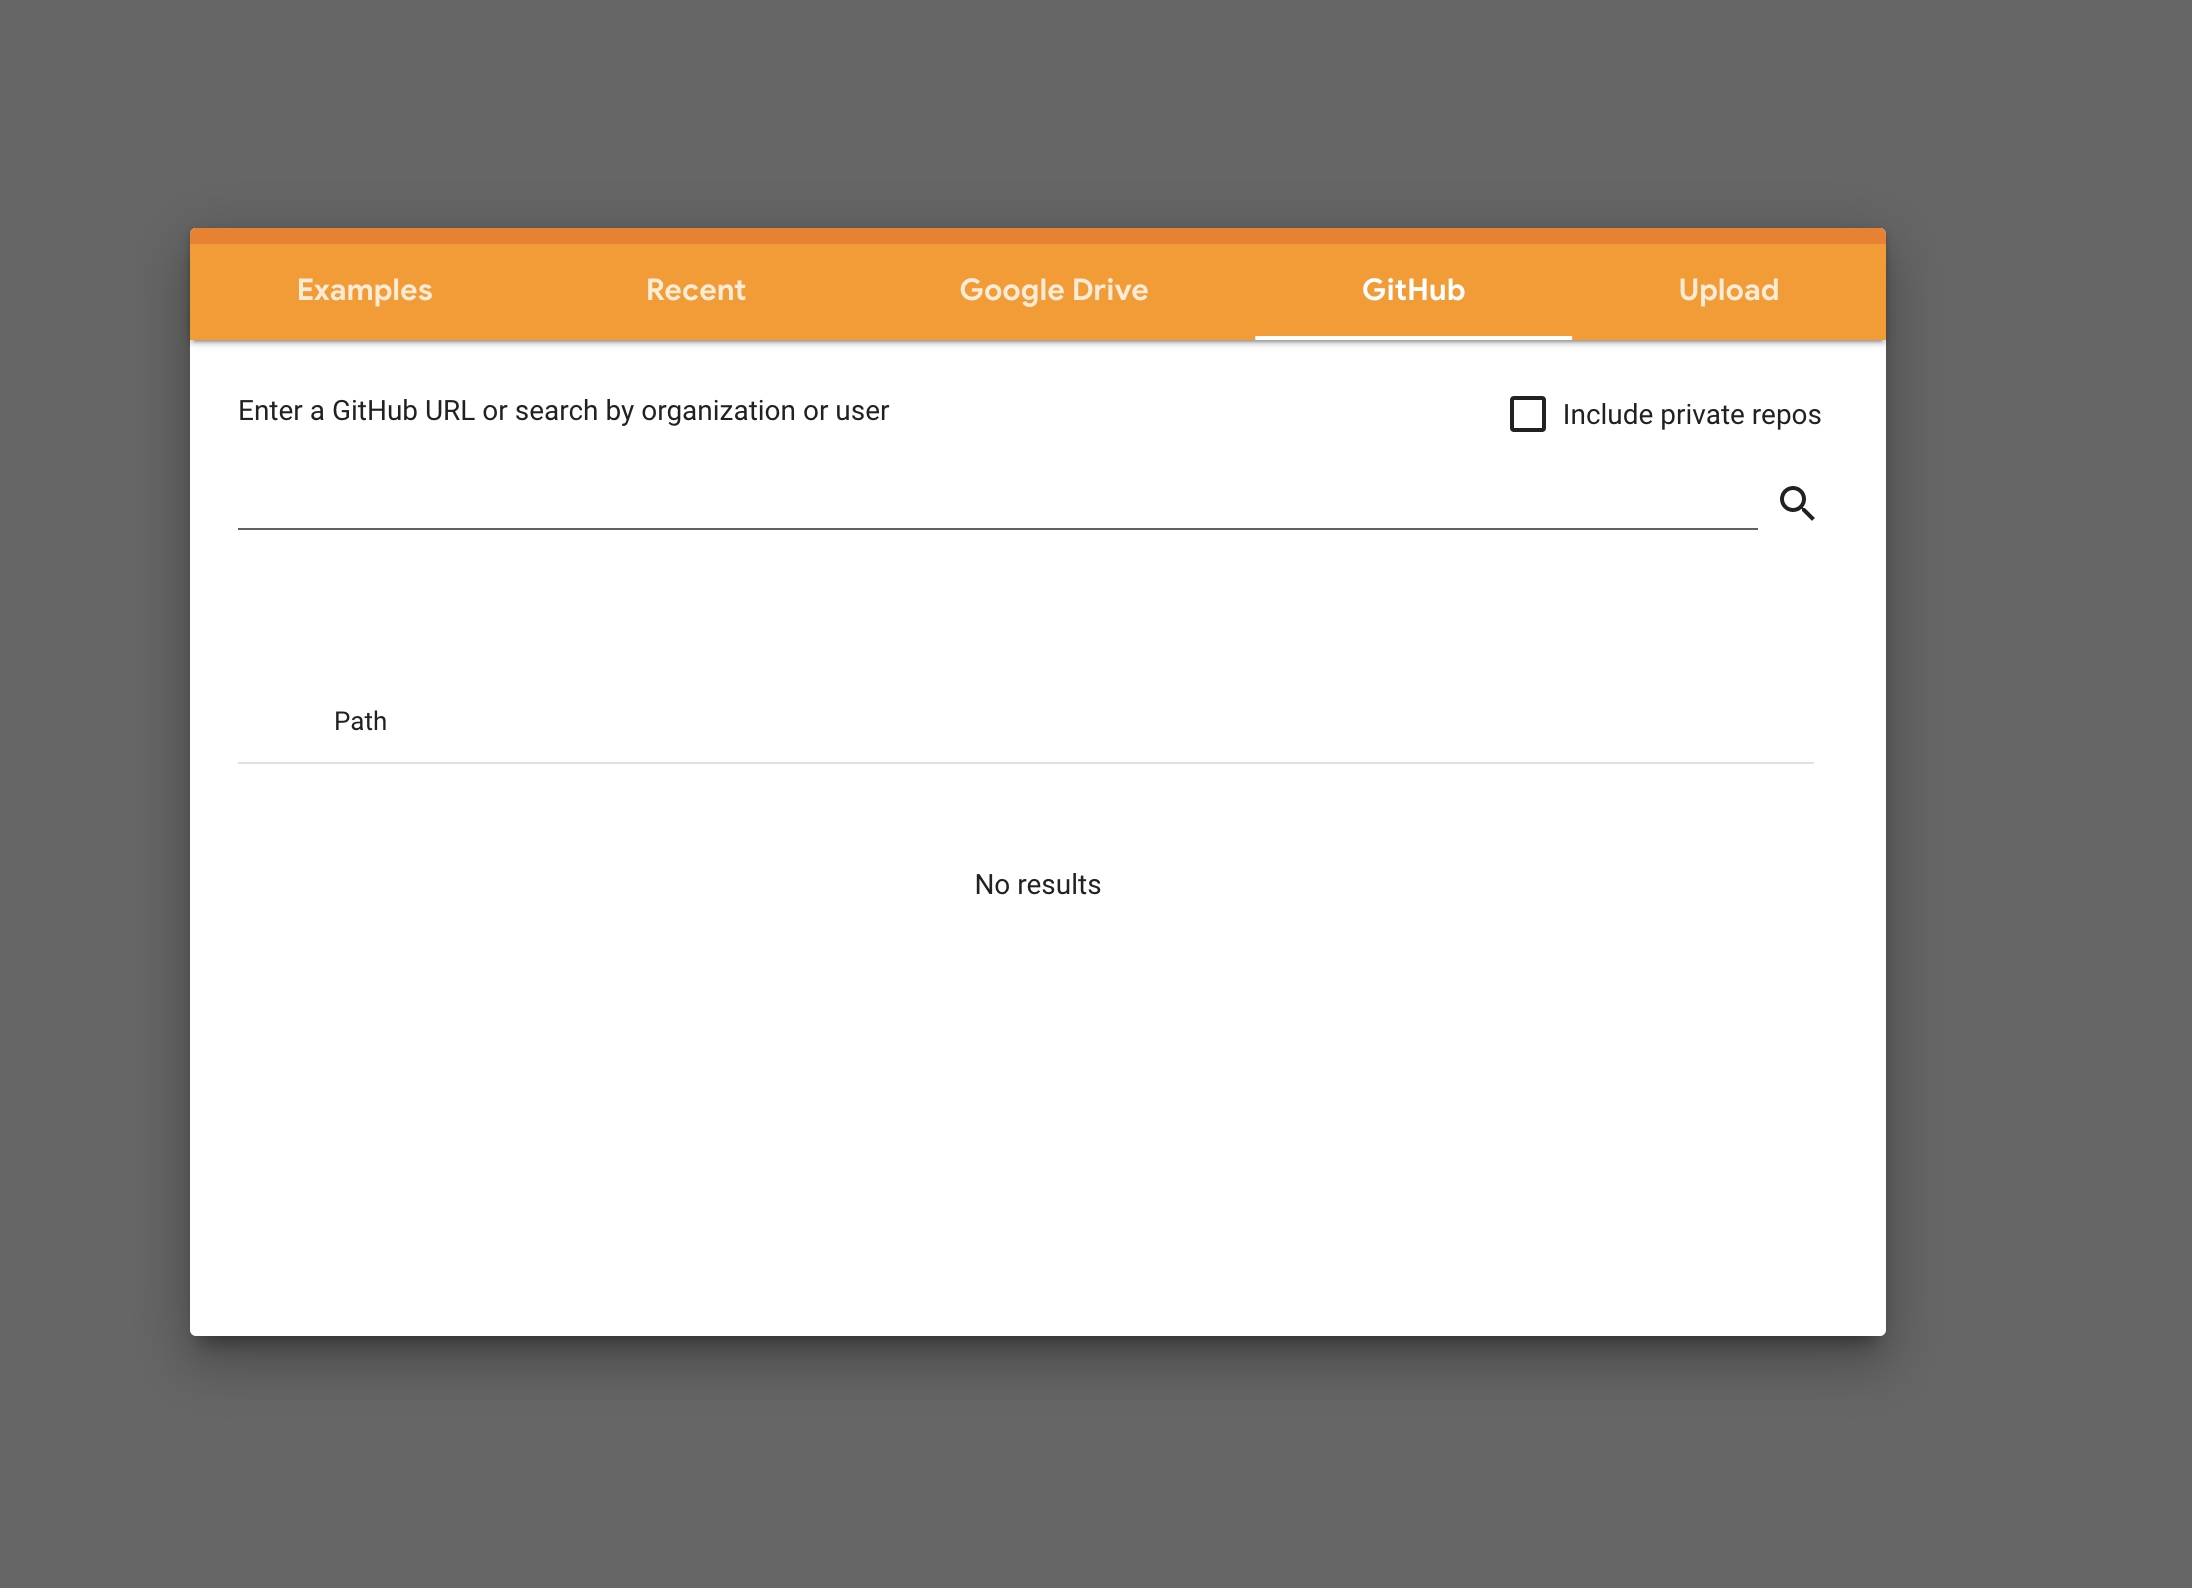 Examples
Recent
Google Drive
GitHub
Upload
Enter a GitHub URL or search by organization or user
Include private repos
Path
No results